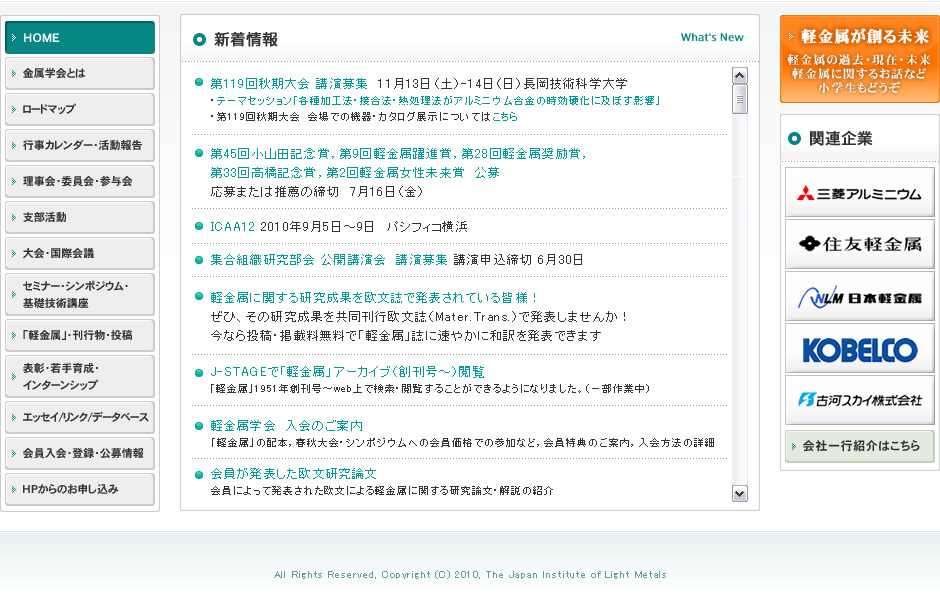 HOME
金属学会とは
ロードマップ
行事カレンダー・活動報告
理事会・委員会・参与会
支部活動
大会・国際会議
セミナー・シンポジウム・
基礎技術講座
「軽金属」・刊行物・投稿
表彰・若手育成・
インターンシップ
エッセイ/リンク/データベース
会員入会・登録・公募情報
HPからのお申し込み
新着情報
What's New
第119回秋期大会 講演募集 11月13日(土)-14日(日)長岡技術科学大学
・テーマセッション「各種加工法・接合法・熱処理法がアルミニウム合金の時効硬化に及ぼす影響」
・第119回秋期大会 会場での機器・カタログ展示についてはこちら
第45回小山田記念賞，第9回軽金属躍進賞，第28回軽金属奨励賞，
第33回高橋記念賞，第2回軽金属女性未来賞 公募
応募または推薦の締切 7月16日（金）
ICAA12 2010年9月5日～9日 パシフィコ横浜
集合組織研究部会 公開講演会 講演募集 講演申込締切 6月30日
軽金属に関する研究成果を欧文誌で発表されている皆様！
ぜひ、その研究成果を共同刊行欧文誌(Mater.Trans.)で発表しませんか！
今なら投稿・掲載料無料で「軽金属」誌に速やかに和訳を発表できます
J-STAGEで「軽金属」アーカイブ(創刊号～)閲覧
「軽金属」1951年創刊号～web上で検索・閲覧することができるようになりました。（一部作業中）
軽金属学会 入会のご案内
「軽金属」の配本，春秋大会・シンポジウムへの会員価格での参加など，会員特典のご案内，入会方法の詳細
会員が発表した欧文研究論文
会員によって発表された欧文による軽金属に関する研究論文・解説の紹介
軽金属が創る未来
軽金属の過去・現在・未来
軽金属に関するお話など
小学生もどうぞ
関連企業
三菱アルミニウム
住友軽金属
NLM 日本軽金属
KOBELCO
古河スカイ株式会社
会社一行紹介はこちら
All Rights Reserved, Copyright (C) 2010, The Japan Institute of Light Metals